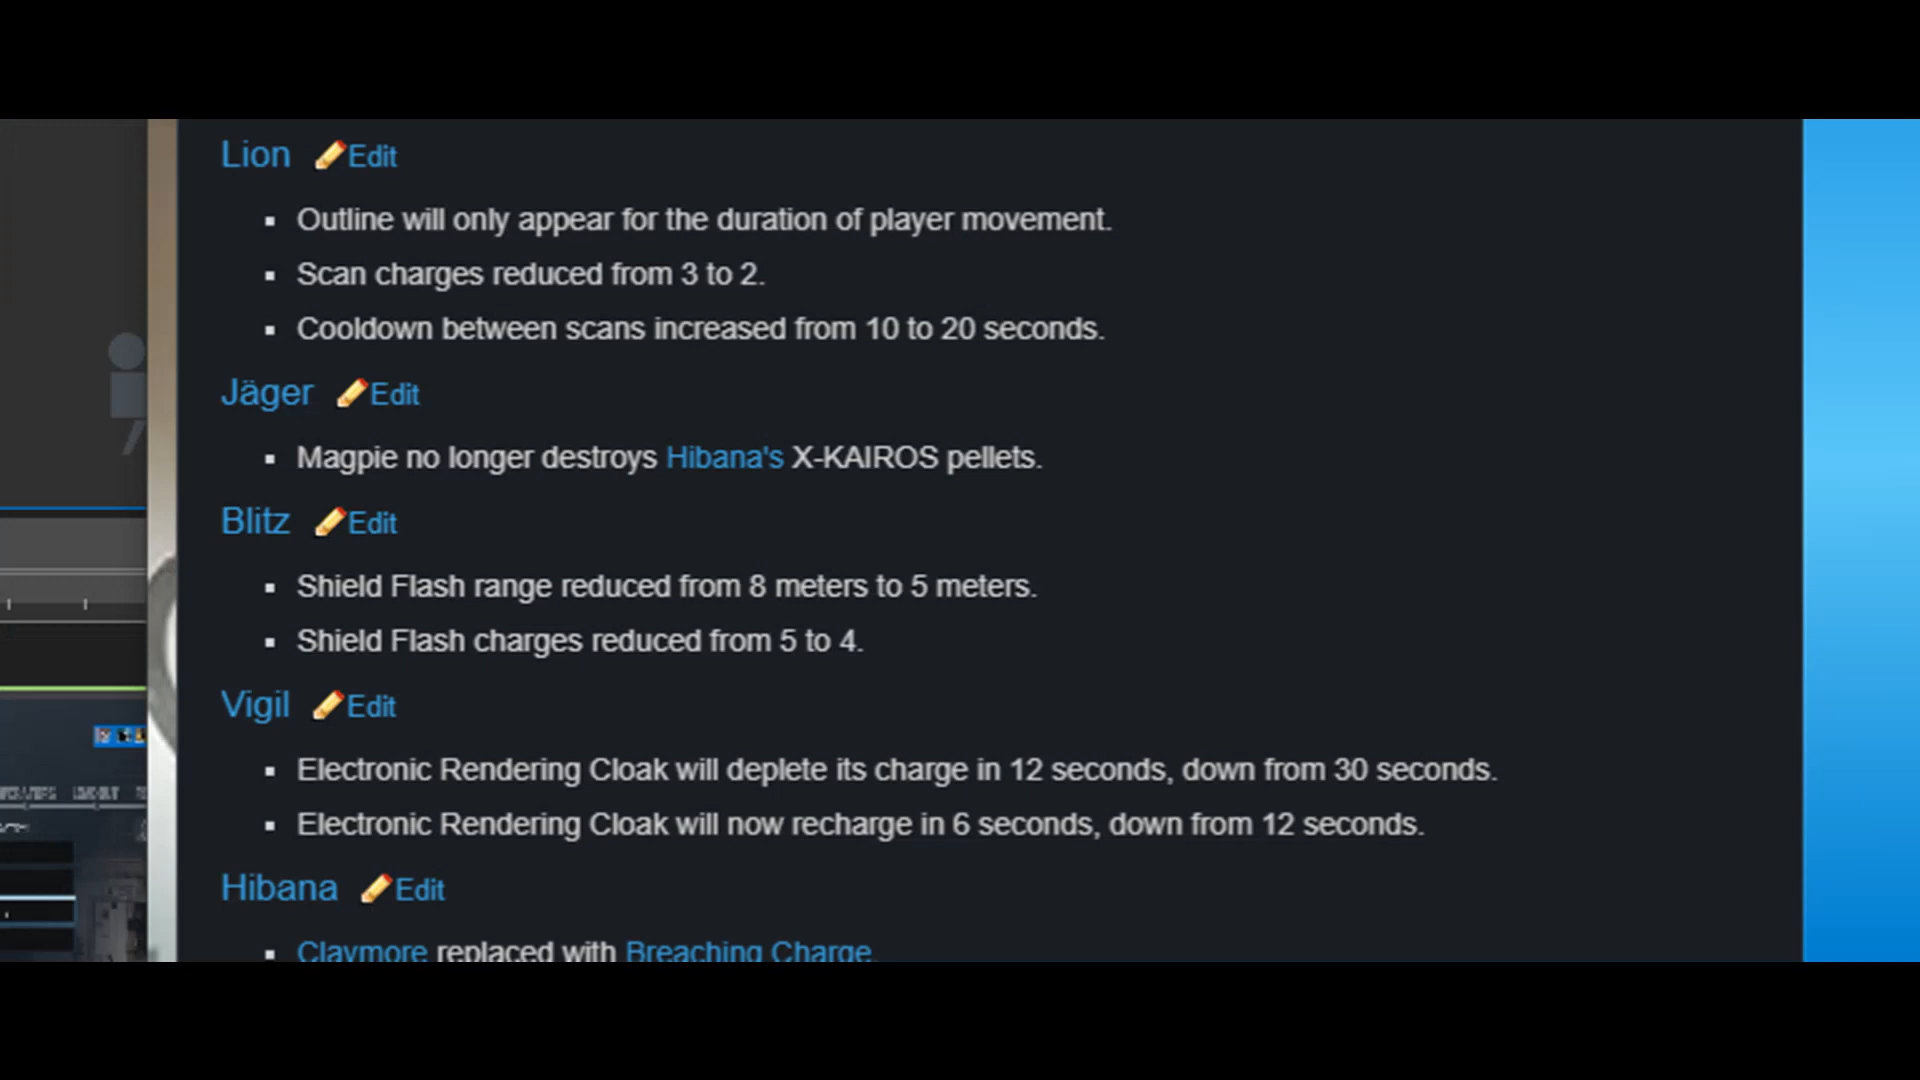 Lion Edit
Outline will only appear for the duration of player movement.
Scan charges reduced from 3 to 2.
Cooldown between scans increased from 10 to 20 seconds.
Jäger Edit
Magpie no longer destroys Hibana's X-KAIROS pellets.
Blitz Edit
Shield Flash range reduced from 8 meters to 5 meters.
Shield Flash charges reduced from 5 to 4.
Vigil Edit
Electronic Rendering Cloak will deplete its charge in 12 seconds, down from 30 seconds.
Electronic Rendering Cloak will now recharge in 6 seconds, down from 12 seconds.
Hibana Edit
Claymore replaced with Breaching Charge.